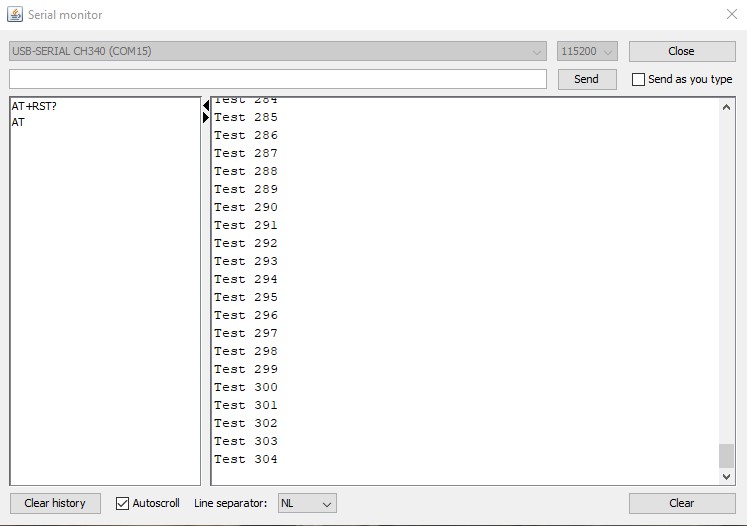 Serial monitor
USB-SERIAL CH340 (COM15)
115200
Close
Send
Send as you type
AT+RST?
AT
Test 284
Test 285
Test 286
Test 287
Test 288
Test 289
Test 290
Test 291
Test 292
Test 293
Test 294
Test 295
Test 296
Test 297
Test 298
Test 299
Test 300
Test 301
Test 302
Test 303
Test 304
Clear history
Autoscroll
Line separator:
NL
Clear